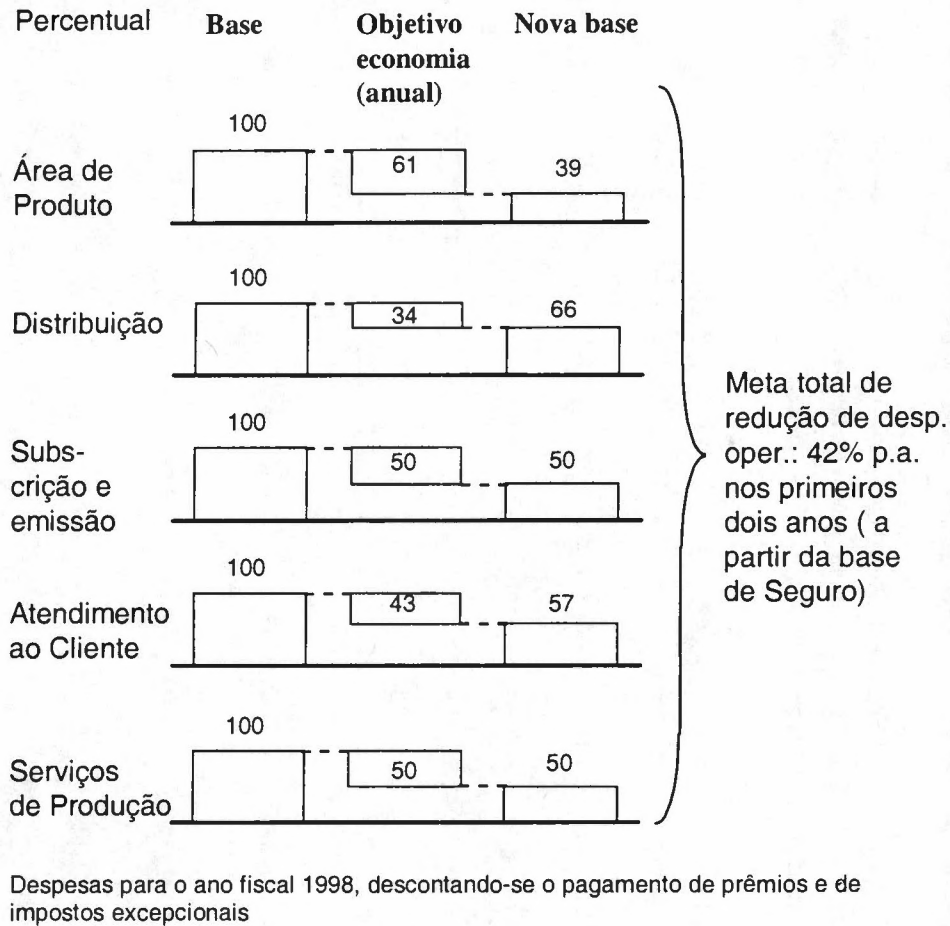 Percentual Base Objetivo Nova base
economia
(anual)
100
Área de 61 39
Produto
100
Distribuição 34 66
100
Subs- 50 50
crição e
emissão
100
Atendimento 43 57
ao Cliente
100
Serviços 50 50
de Produção
Meta total de
redução de desp.
oper.: 42% p.a.
nos primeiros
dois anos ( a
partir da base
de Seguro)
Despesas para o ano fiscal 1998, descontando-se o pagamento de prêmios e de
impostos excepcionais